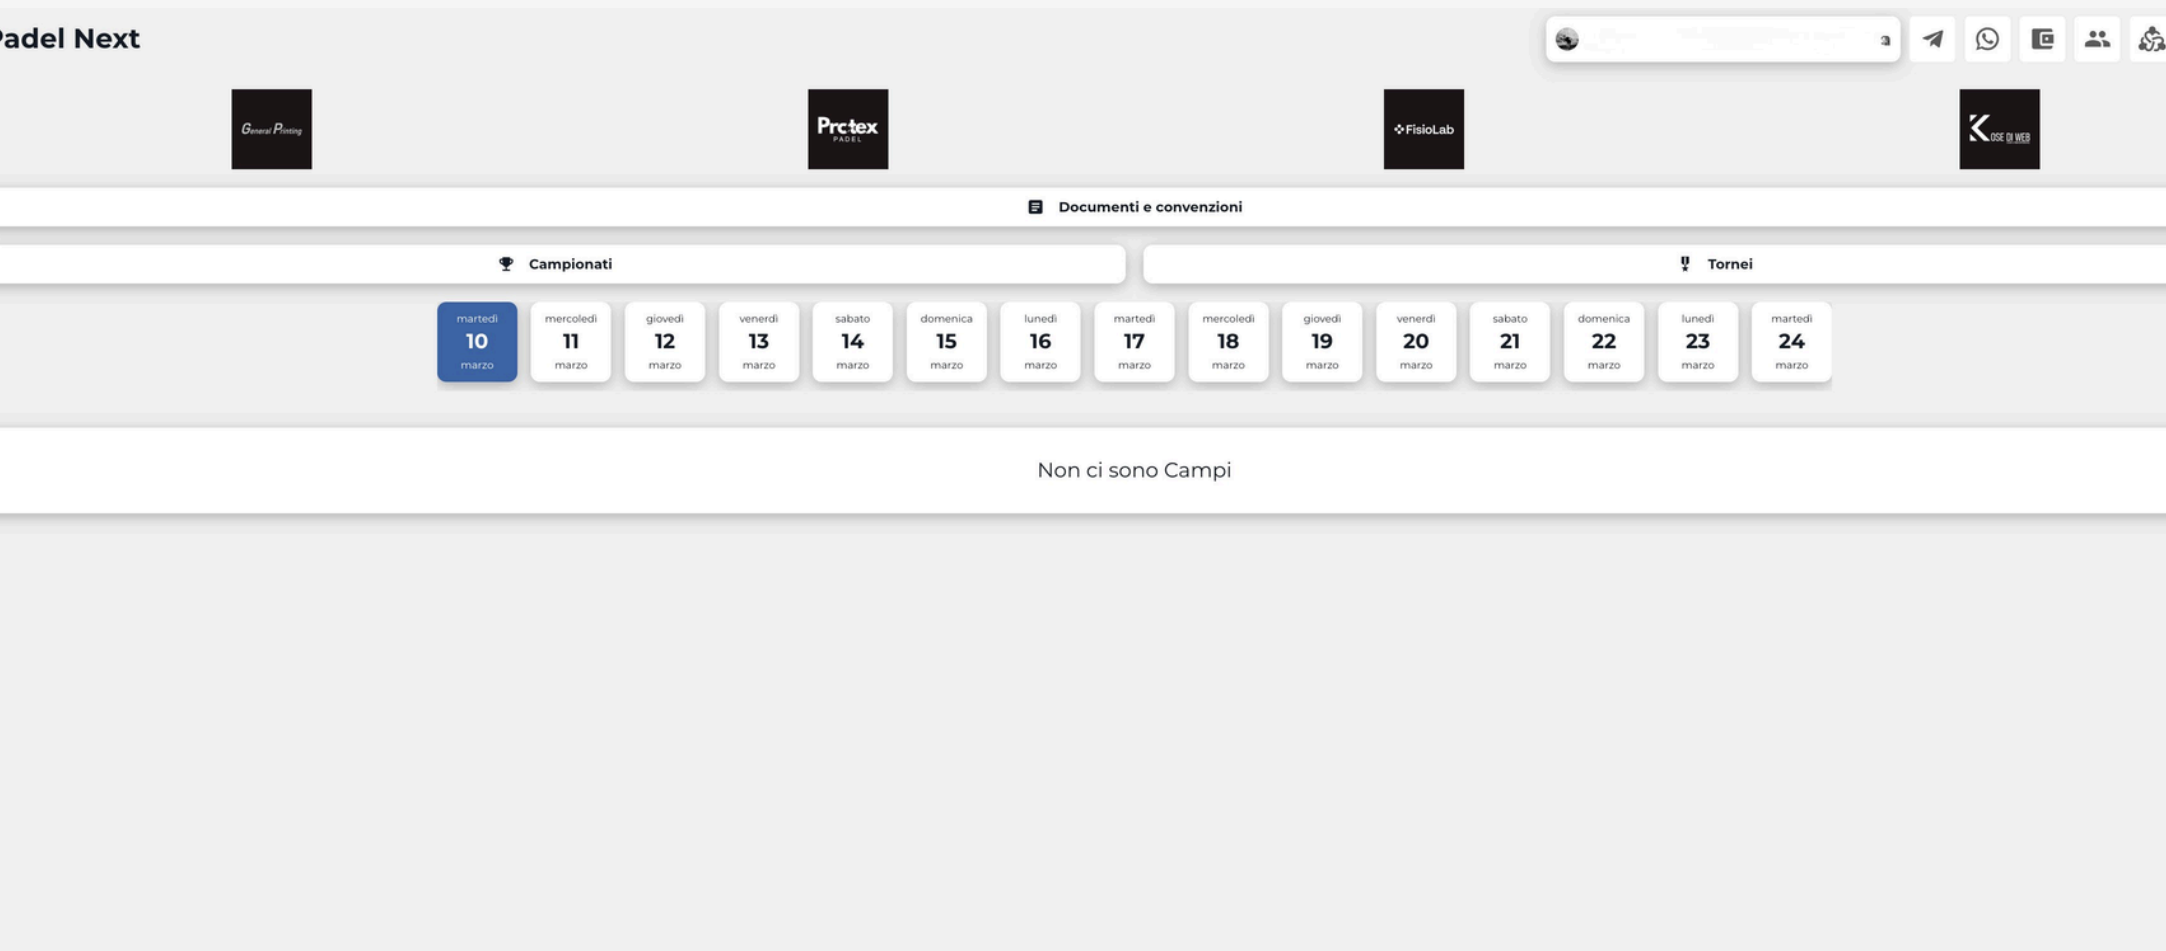 Padel Next
General Printing
Protex
PADEL
FisioLab
KOSE DI WEB
Documenti e convenzioni
Campionati
Tornei
martedì
10
marzo
mercoledì
11
marzo
giovedì
12
marzo
venerdì
13
marzo
sabato
14
marzo
domenica
15
marzo
lunedì
16
marzo
martedì
17
marzo
mercoledì
18
marzo
giovedì
19
marzo
venerdì
20
marzo
sabato
21
marzo
domenica
22
marzo
lunedì
23
marzo
martedì
24
marzo
Non ci sono Campi